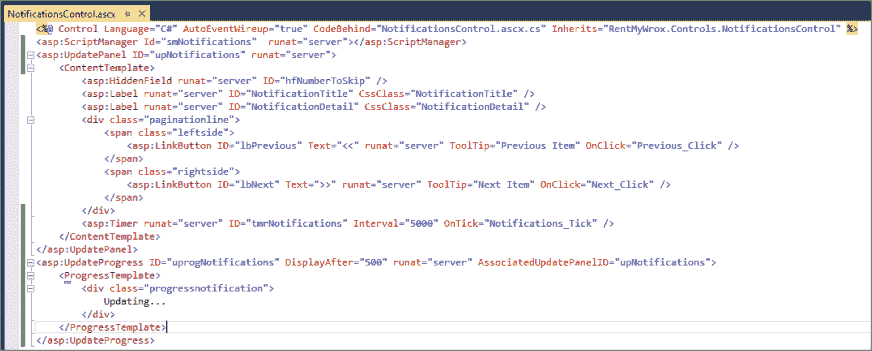 NotificationsControl.ascx
<%@ Control Language="C#" AutoEventWireup="true" CodeBehind="NotificationsControl.ascx.cs" Inherits="RentMyWrox.Controls.NotificationsControl" %>
<asp:ScriptManager Id="smNotifications" runat="server"></asp:ScriptManager>
<asp:UpdatePanel ID="upNotifications" runat="server">
<ContentTemplate>
<asp:HiddenField runat="server" ID="hfNumberToSkip" />
<asp:Label runat="server" ID="NotificationTitle" CssClass="NotificationTitle" />
<asp:Label runat="server" ID="NotificationDetail" CssClass="NotificationDetail" />
<div class="paginationline">
<span class="leftside">
<asp:LinkButton ID="lbPrevious" Text="<<" runat="server" ToolTip="Previous Item" OnClick="Previous_Click" />
</span>
<span class="rightside">
<asp:LinkButton ID="lbNext" Text=">>" runat="server" ToolTip="Next Item" OnClick="Next_Click" />
</span>
</div>
<asp:Timer runat="server" ID="tmrNotifications" Interval="5000" OnTick="Notifications_Tick" />
</ContentTemplate>
</asp:UpdatePanel>
<asp:UpdateProgress ID="uprogNotifications" DisplayAfter="500" runat="server" AssociatedUpdatePanelID="upNotifications">
<ProgressTemplate>
<div class="progressnotification">
Updating...
</div>
</ProgressTemplate>
</asp:UpdateProgress>